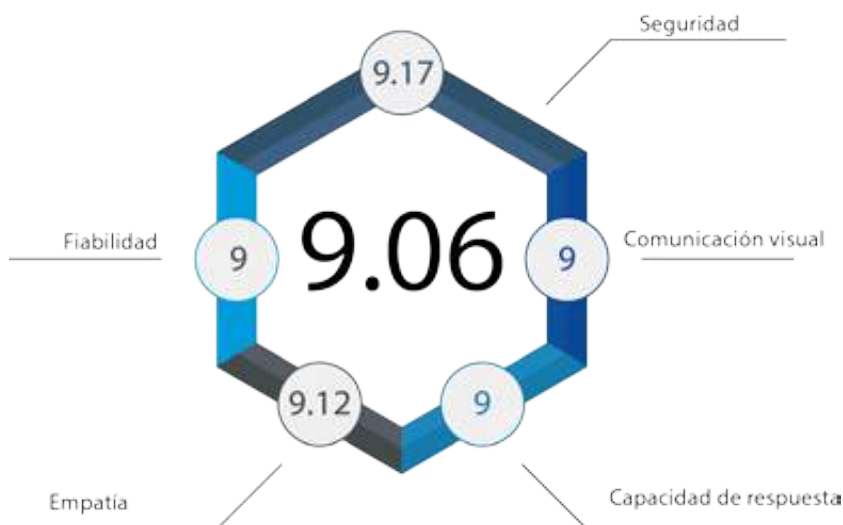 Seguridad
9.17
Fiabilidad
9
9.06
9
Comunicación visual
9.12
9
Empatía
Capacidad de respuesta